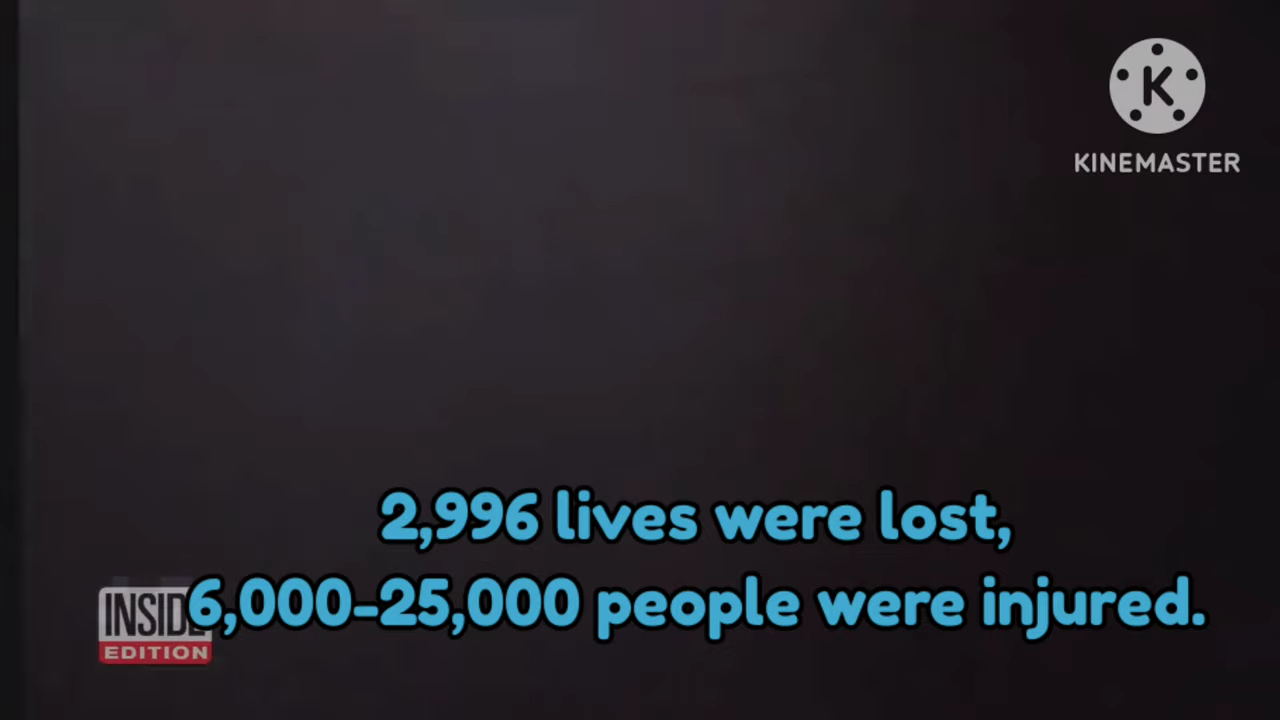 K
KINEMASTER
2,996 lives were lost,
6,000-25,000 people were injured.
INSIDE
EDITION